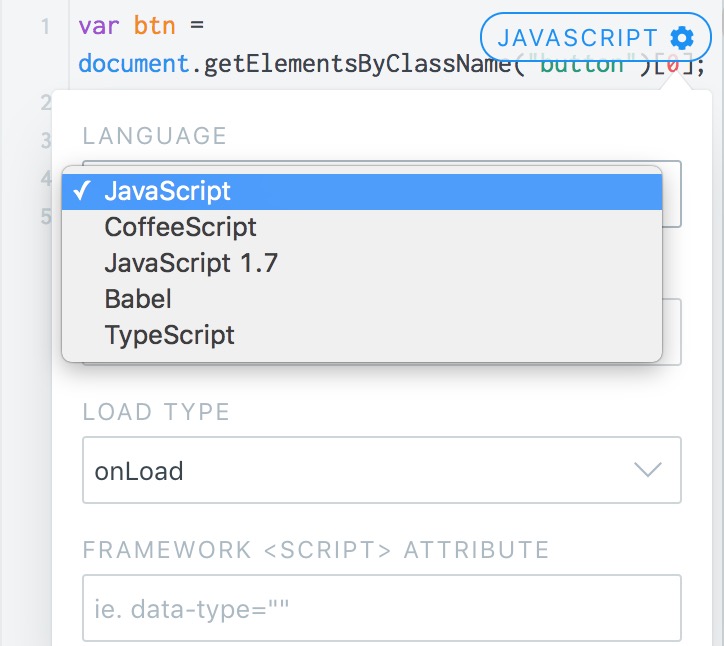 1 var btn =
JAVASCRIPT
document.getElementsByClassName("button")[0];
2
LANGUAGE
3
4 ✓ JavaScript
5 CoffeeScript
JavaScript 1.7
Babel
TypeScript
LOAD TYPE
onLoad
FRAMEWORK <SCRIPT> ATTRIBUTE
ie. data-type=""